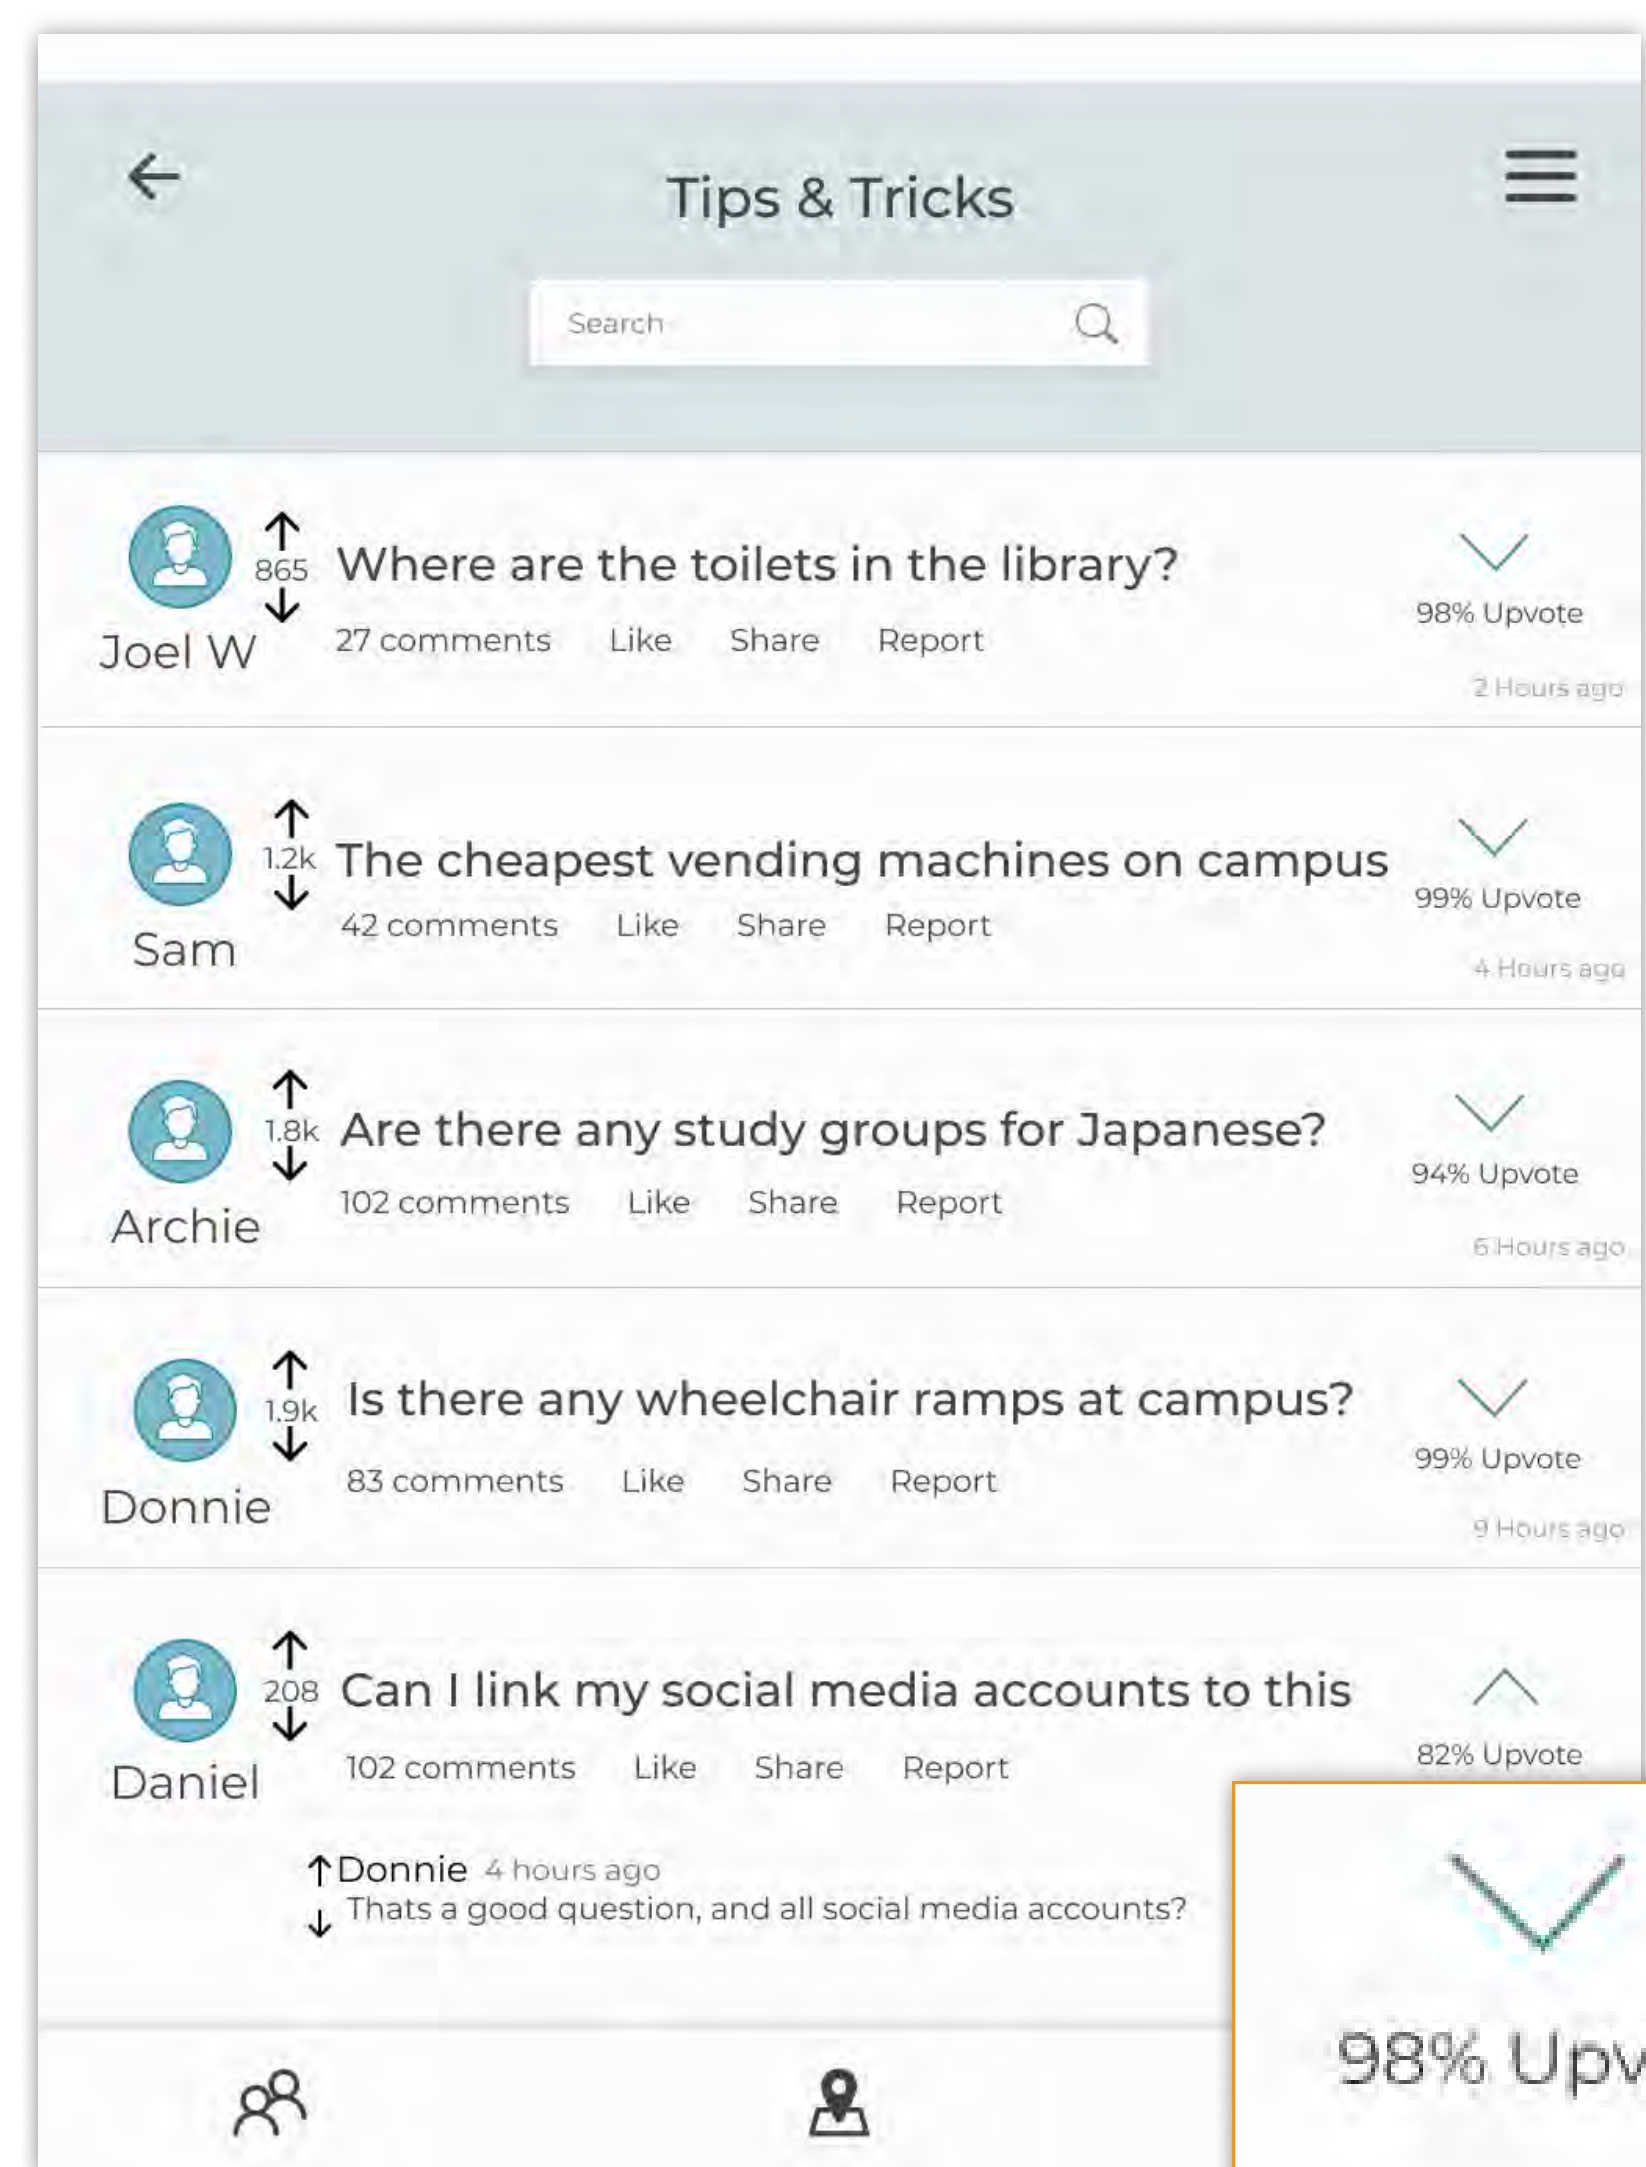 Tips & Tricks
Search
865
Where are the toilets in the library?
Joel W
27 comments Like Share Report
98% Upvote
2 Hours ago
1.2k
The cheapest vending machines on campus
Sam
42 comments Like Share Report
99% Upvote
4 Hours ago
1.8k
Are there any study groups for Japanese?
Archie
102 comments Like Share Report
94% Upvote
6 Hours ago
1.9k
Is there any wheelchair ramps at campus?
Donnie
83 comments Like Share Report
99% Upvote
9 Hours ago
208
Can I link my social media accounts to this
Daniel
102 comments Like Share Report
82% Upvote
Donnie 4 hours ago
Thats a good question, and all social media accounts?
98% Upv